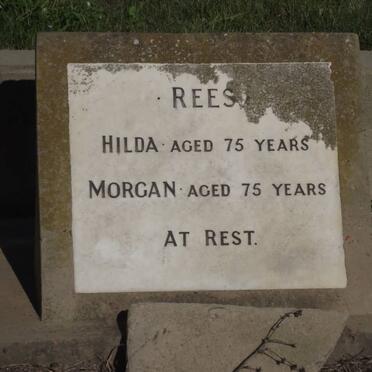 · REES ·
HILDA · AGED 75 YEARS
MORGAN · AGED 75 YEARS
AT REST.